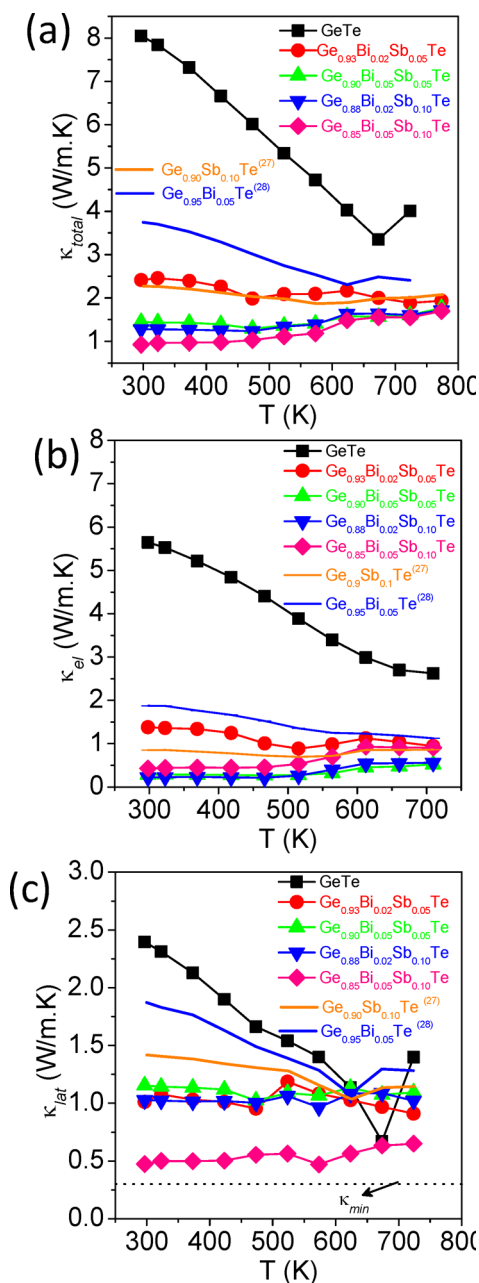 (a)
8
7
6
5
4
3
2
1
κtotal (W/m.K)
GeTe
Ge0.93Bi0.02Sb0.05Te
Ge0.90Bi0.05Sb0.05Te
Ge0.88Bi0.02Sb0.10Te
Ge0.85Bi0.05Sb0.10Te
Ge0.90Sb0.10Te(27)
Ge0.95Bi0.05Te(28)
300 400 500 600 700 800
T (K)
(b)
8
7
6
5
4
3
2
1
0
κel (W/m.K)
GeTe
Ge0.93Bi0.02Sb0.05Te
Ge0.90Bi0.05Sb0.05Te
Ge0.88Bi0.02Sb0.10Te
Ge0.85Bi0.05Sb0.10Te
Ge0.9Sb0.1Te(27)
Ge0.95Bi0.05Te(28)
300 400 500 600 700
T (K)
(c)
3.0
2.5
2.0
1.5
1.0
0.5
0.0
κlat (W/m.K)
GeTe
Ge0.93Bi0.02Sb0.05Te
Ge0.90Bi0.05Sb0.05Te
Ge0.88Bi0.02Sb0.10Te
Ge0.85Bi0.05Sb0.10Te
Ge0.90Sb0.10Te (27)
Ge0.95Bi0.05Te (28)
κmin
300 400 500 600 700 800
T (K)